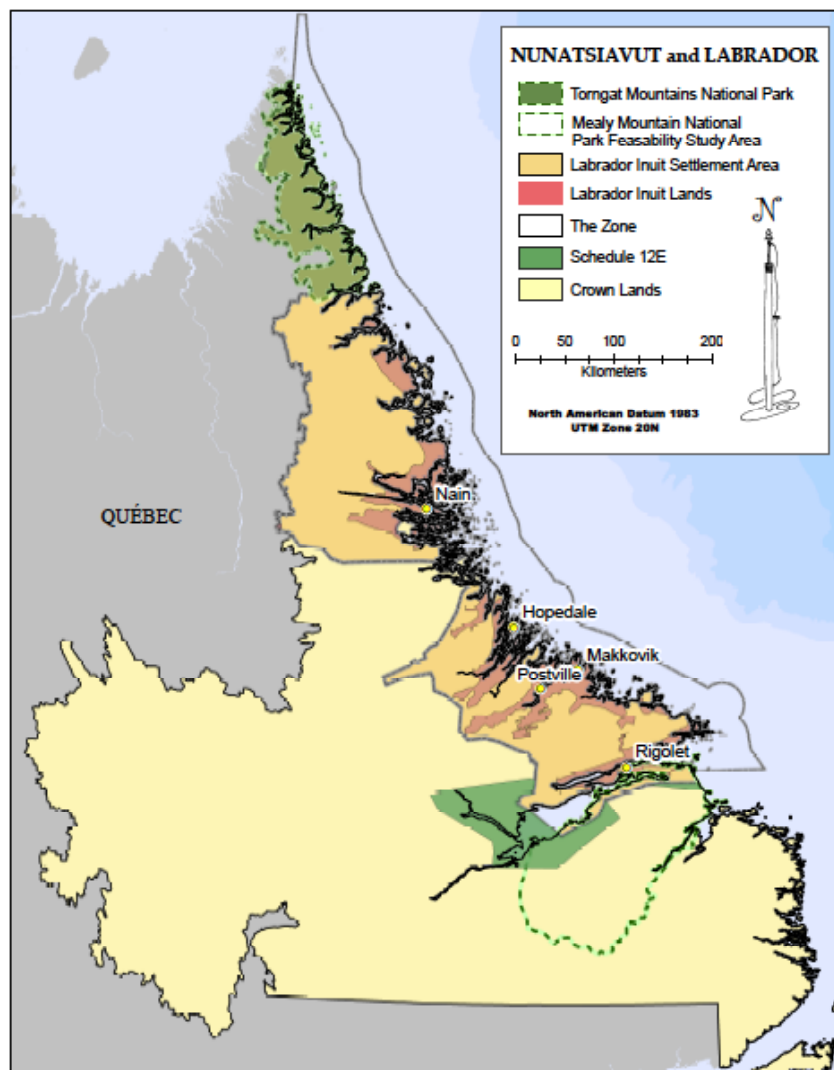 NUNATSIAVUT and LABRADOR
Torngat Mountains National Park
Mealy Mountain National
Park Feasability Study Area
Labrador Inuit Settlement Area
Labrador Inuit Lands
The Zone
Schedule 12E
Crown Lands
N
0 50 100 200
Kilometers
North American Datum 1983
UTM Zone 20N
QUÉBEC
Nain
Hopedale
Makkovik
Postville
Rigolet